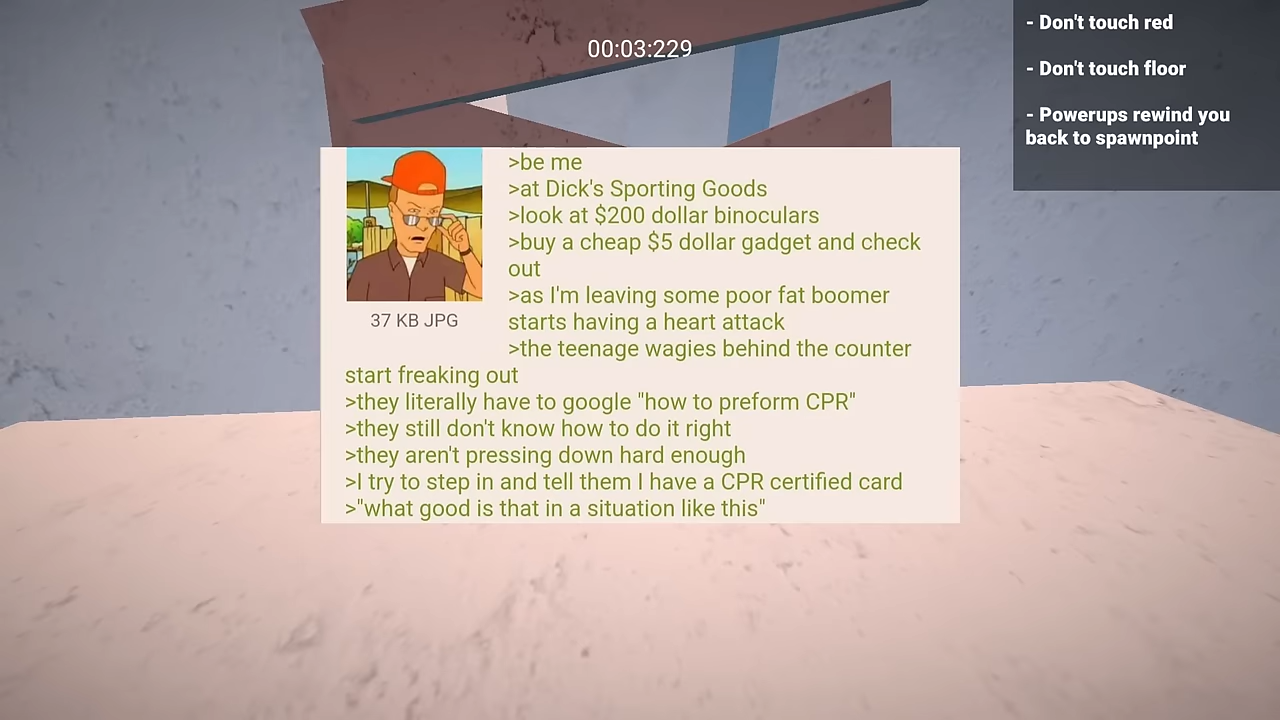 00:03:229
- Don't touch red
- Don't touch floor
- Powerups rewind you
back to spawnpoint
>be me
>at Dick's Sporting Goods
>look at $200 dollar binoculars
>buy a cheap $5 dollar gadget and check
out
>as I'm leaving some poor fat boomer
starts having a heart attack
37 KB JPG
>the teenage wagies behind the counter
start freaking out
>they literally have to google "how to preform CPR"
>they still don't know how to do it right
>they aren't pressing down hard enough
>I try to step in and tell them I have a CPR certified card
>"what good is that in a situation like this"